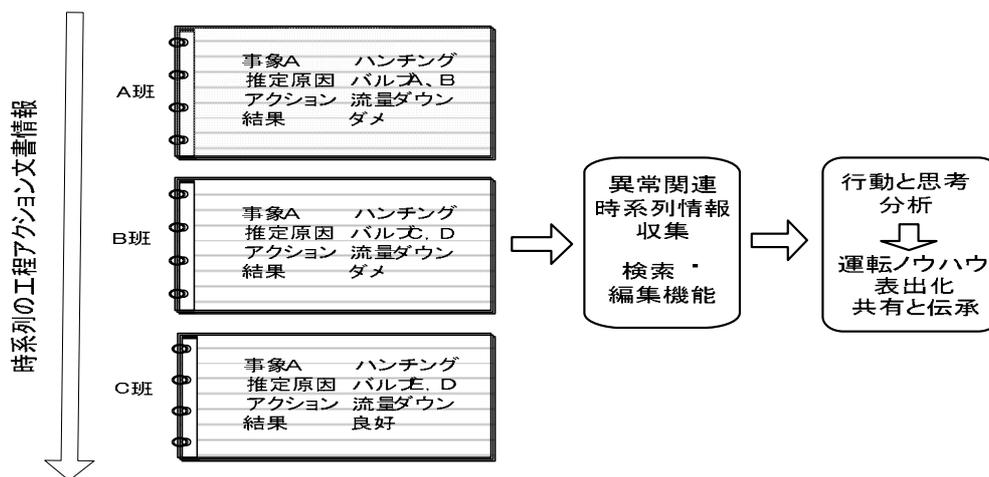 時系列の工程アクション文書情報
A班
事象A ハンチング
推定原因 バルブA、B
アクション 流量ダウン
結果 ダメ
B班
事象A ハンチング
推定原因 バルブC, D
アクション 流量ダウン
結果 ダメ
C班
事象A ハンチング
推定原因 バルブE, D
アクション 流量ダウン
結果 良好
異常関連
時系列情報
収集
検索・
編集機能
行動と思考
分析
運転ノウハウ
表出化
共有と伝承